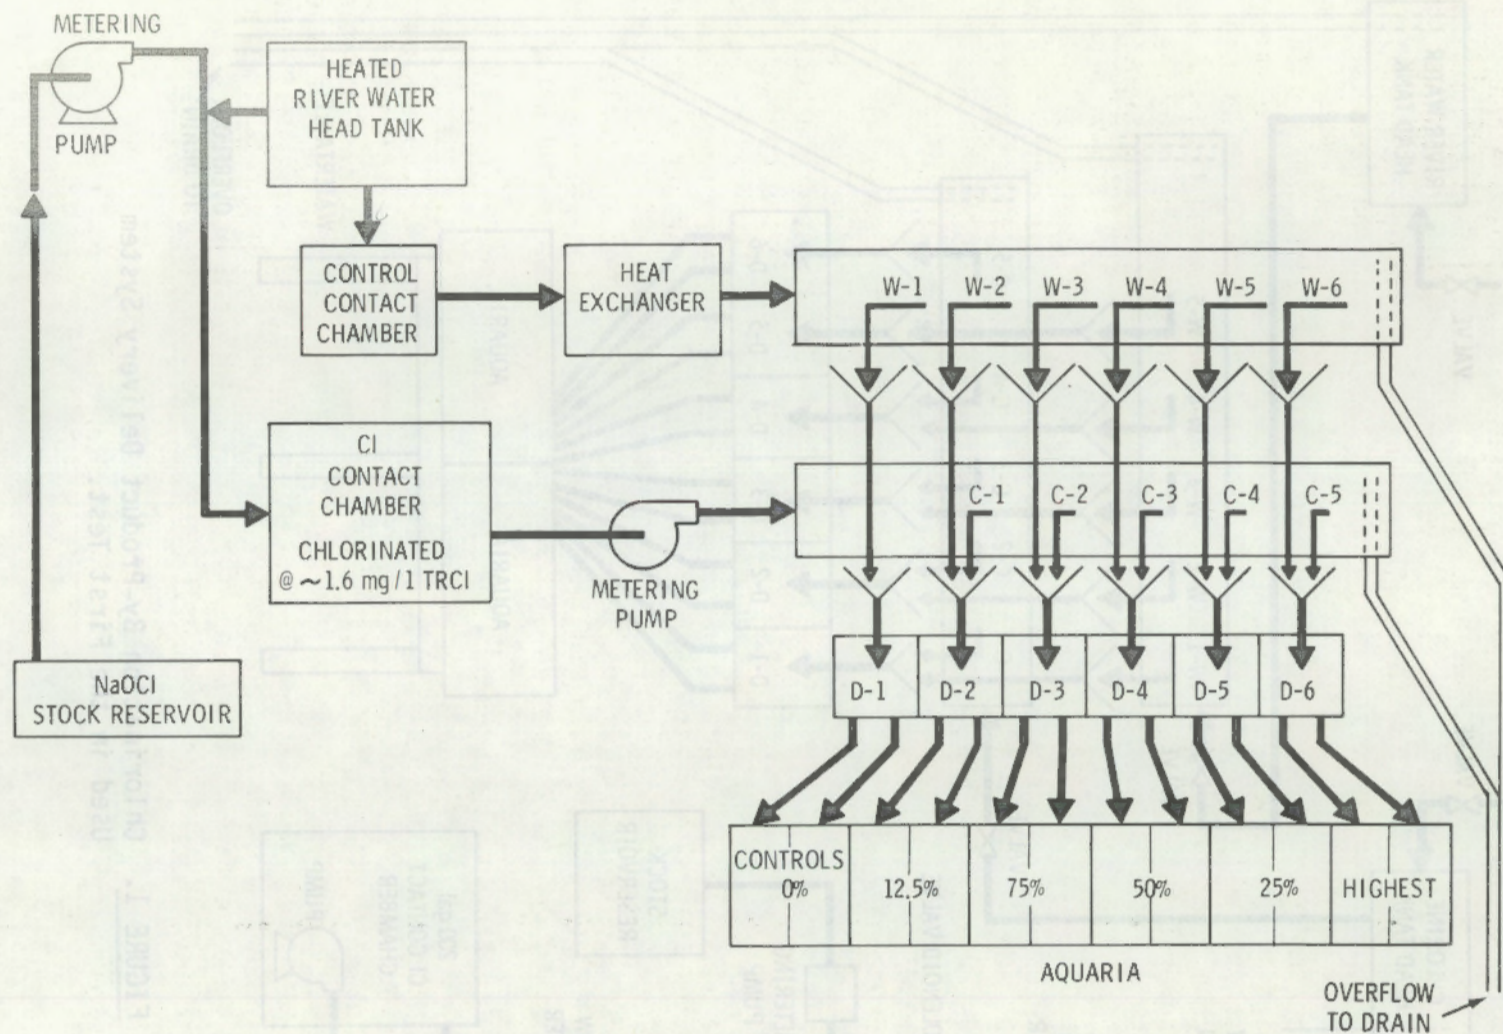 METERING
PUMP
HEATED
RIVER WATER
HEAD TANK
CONTROL
CONTACT
CHAMBER
HEAT
EXCHANGER
W-1 W-2 W-3 W-4 W-5 W-6
Cl
CONTACT
CHAMBER
CHLORINATED
@ ~1.6 mg/1 TRCl
METERING
PUMP
C-1 C-2 C-3 C-4 C-5
NaOCl
STOCK RESERVOIR
D-1 D-2 D-3 D-4 D-5 D-6
CONTROLS
0% 12.5% 75% 50% 25% HIGHEST
AQUARIA
OVERFLOW
TO DRAIN